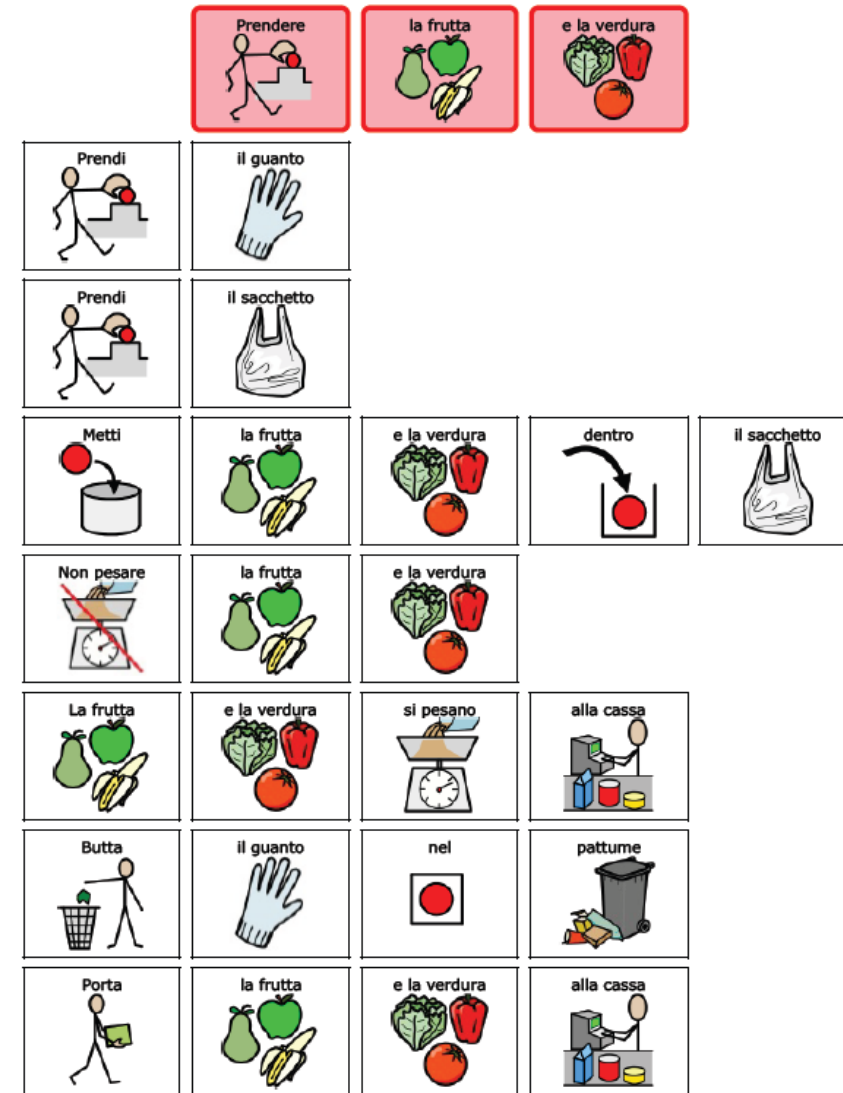 Prendere la frutta e la verdura
Prendi il guanto
Prendi il sacchetto
Metti la frutta e la verdura dentro il sacchetto
Non pesare la frutta e la verdura
La frutta e la verdura si pesano alla cassa
Butta il guanto nel pattume
Porta la frutta e la verdura alla cassa